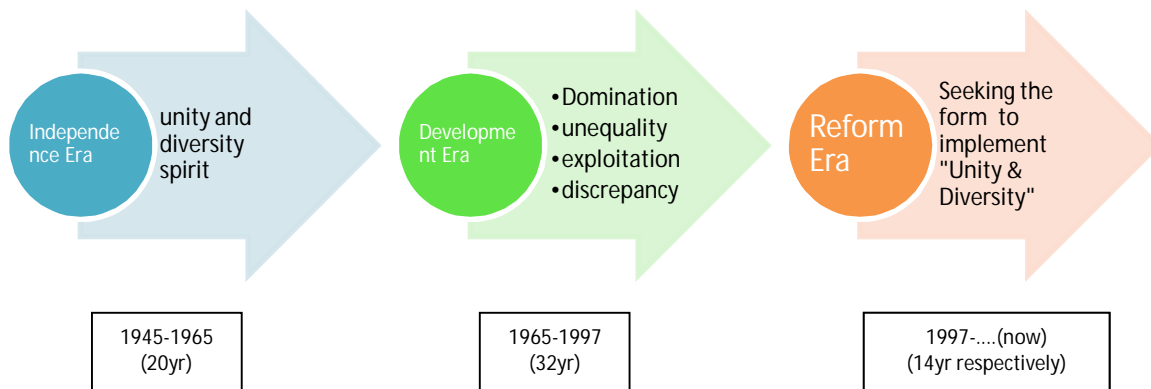 Independe
nce Era
unity and
diversity
spirit
Developme
nt Era
•Domination
•unequality
•exploitation
•discrepancy
Reform
Era
Seeking the
form to
implement
"Unity &
Diversity"
1945-1965
(20yr)
1965-1997
(32yr)
1997-....(now)
(14yr respectively)